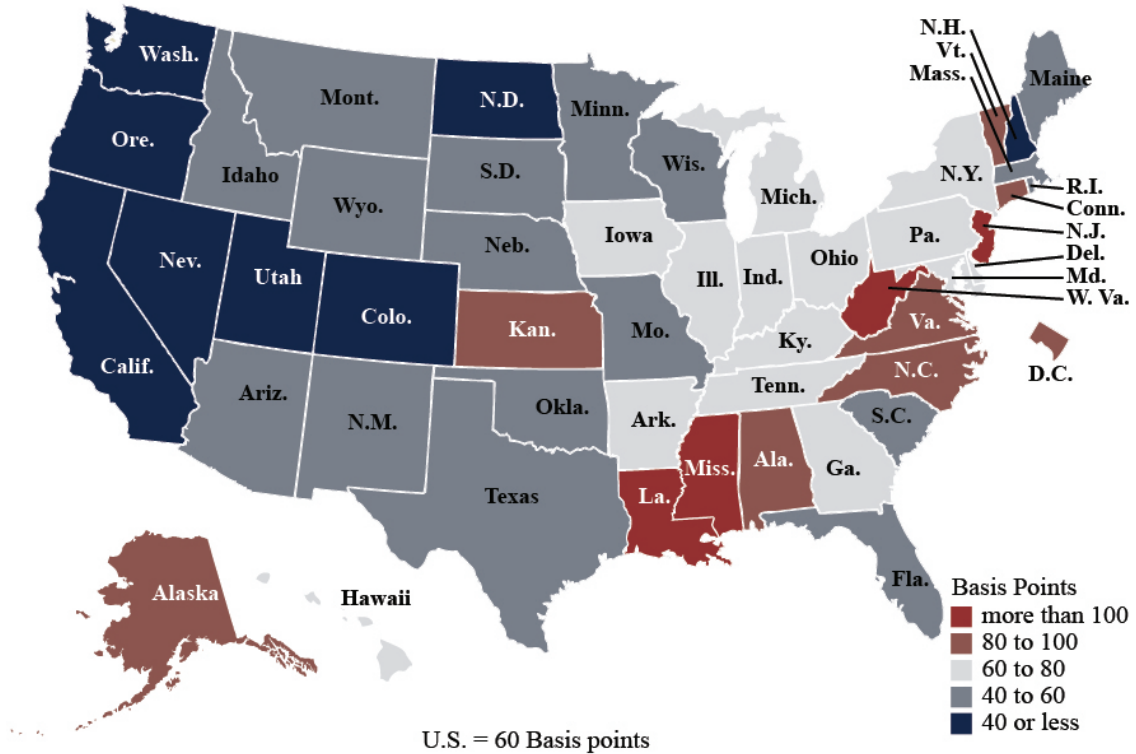 N.H.
Vt.
Mass.
Wash.
Maine
Mont.
N.D.
Minn.
Ore.
Idaho
S.D.
Wis.
Mich.
N.Y.
R.I.
Conn.
N.J.
Del.
Md.
W. Va.
Wyo.
Neb.
Iowa
Pa.
Nev.
Utah
Colo.
Ill.
Ind.
Ohio
Calif.
Kan.
Mo.
Ky.
Va.
D.C.
Ariz.
N.M.
Okla.
Ark.
Tenn.
N.C.
S.C.
Texas
La.
Miss.
Ala.
Ga.
Fla.
Alaska
Hawaii
Basis Points
more than 100
80 to 100
60 to 80
40 to 60
40 or less
U.S. = 60 Basis points